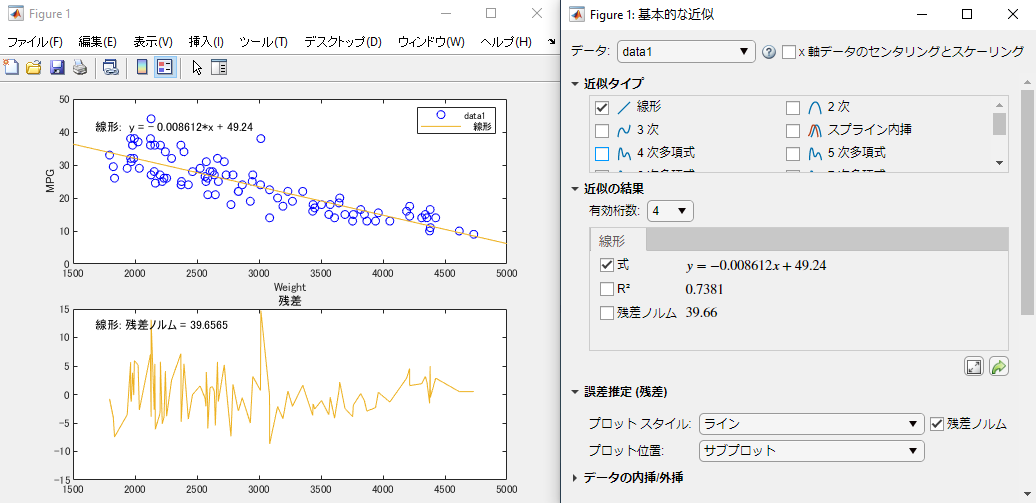 Figure 1
ファイル(F) 編集(E) 表示(V) 挿入(I) ツール(T) デスクトップ(D) ウィンドウ(W) ヘルプ(H)
50
40
30
20
10
0
MPG
線形: y = - 0.008612*x + 49.24
data1
線形
1500 2000 2500 3000 3500 4000 4500 5000
Weight
残差
15
10
5
0
-5
-10
-15
線形: 残差ノルム = 39.6565
1500 2000 2500 3000 3500 4000 4500 5000
Figure 1: 基本的な近似
データ: data1 x 軸データのセンタリングとスケーリング
近似タイプ
線形 2 次
3 次 スプライン内挿
4 次多項式 5 次多項式
近似の結果
有効桁数: 4
線形
式 y = −0.008612x + 49.24
R² 0.7381
残差ノルム 39.66
誤差推定 (残差)
プロット スタイル: ライン 残差ノルム
プロット位置: サブプロット
データの内挿/外挿